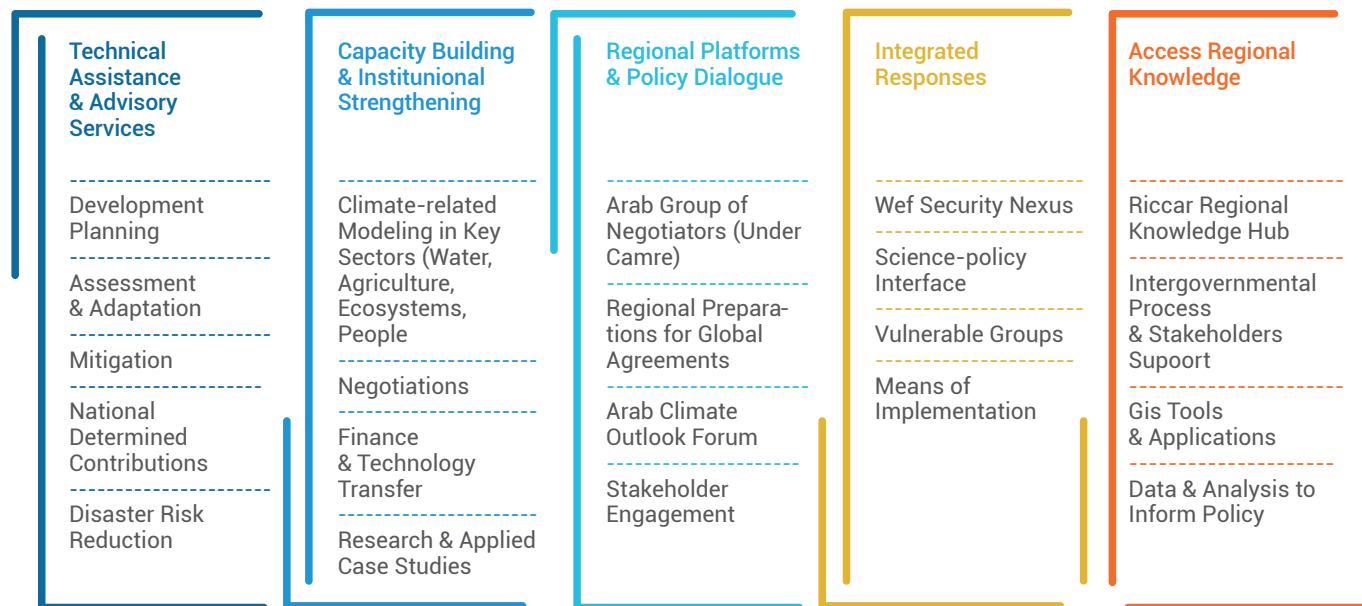 Technical
Assistance
& Advisory
Services
Development
Planning
Assessment
& Adaptation
Mitigation
National
Determined
Contributions
Disaster Risk
Reduction
Capacity Building
& Institunional
Strengthening
Climate-related
Modeling in Key
Sectors (Water,
Agriculture,
Ecosystems,
People
Negotiations
Finance
& Technology
Transfer
Research & Applied
Case Studies
Regional Platforms
& Policy Dialogue
Arab Group of
Negotiators (Under
Camre)
Regional Prepara-
tions for Global
Agreements
Arab Climate
Outlook Forum
Stakeholder
Engagement
Integrated
Responses
Wef Security Nexus
Science-policy
Interface
Vulnerable Groups
Means of
Implementation
Access Regional
Knowledge
Riccar Regional
Knowledge Hub
Intergovernmental
Process
& Stakeholders
Supoort
Gis Tools
& Applications
Data & Analysis to
Inform Policy